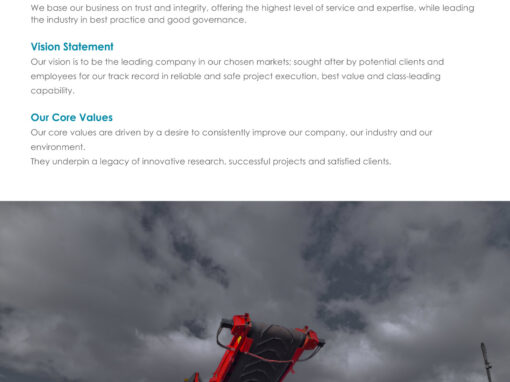 We base our business on trust and integrity, offering the highest level of service and expertise, while leading
the industry in best practice and good governance.
Vision Statement
Our vision is to be the leading company in our chosen markets; sought after by potential clients and
employees for our track record in reliable and safe project execution, best value and class-leading
capability.
Our Core Values
Our core values are driven by a desire to consistently improve our company, our industry and our
environment.
They underpin a legacy of innovative research, successful projects and satisfied clients.